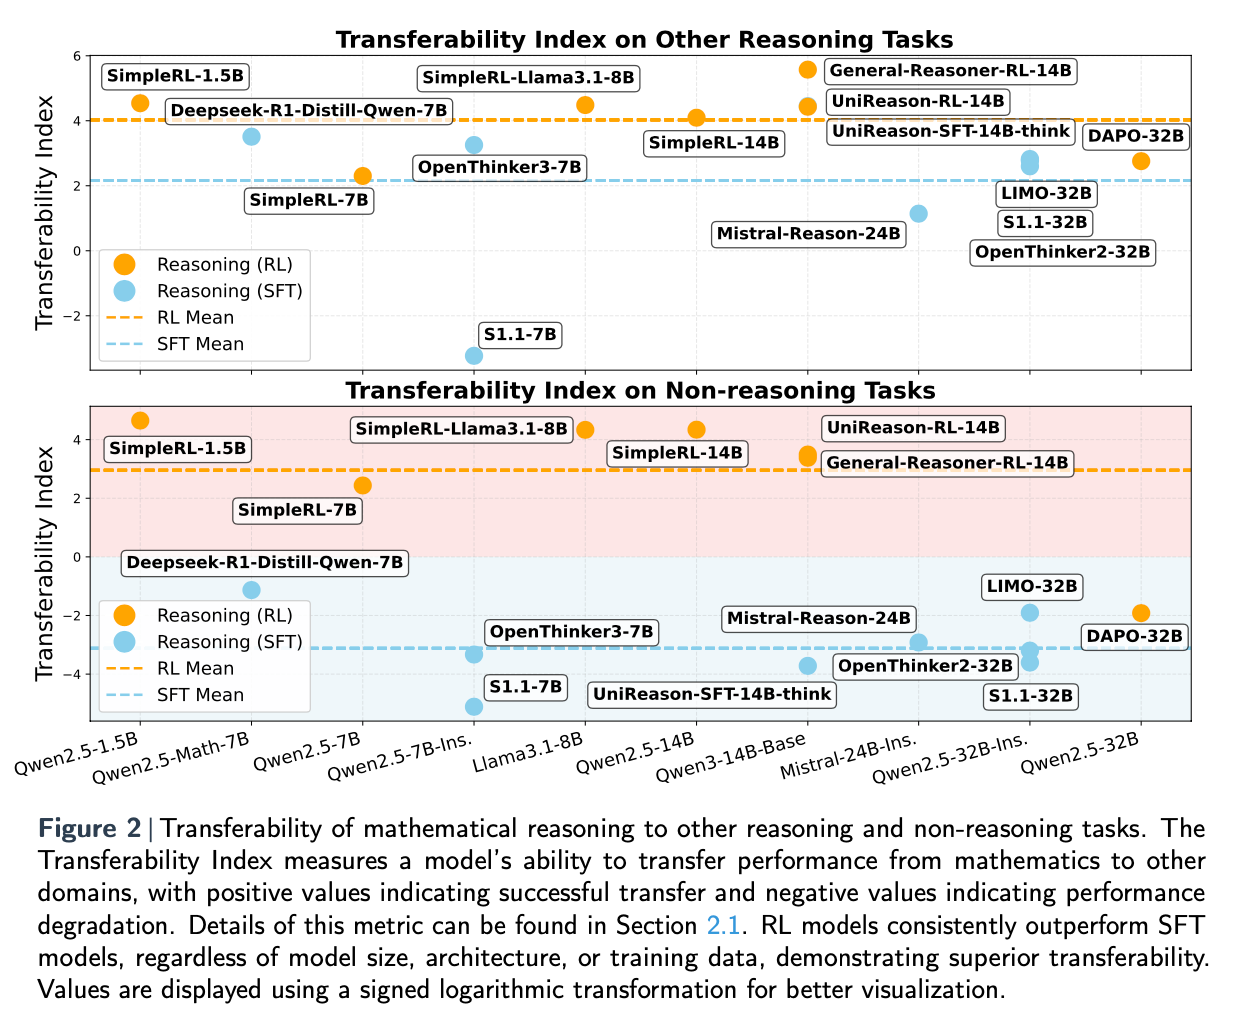 Transferability Index on Other Reasoning Tasks
Transferability Index
6
4
2
0
−2
SimpleRL-1.5B
Deepseek-R1-Distill-Qwen-7B
SimpleRL-7B
SimpleRL-Llama3.1-8B
OpenThinker3-7B
S1.1-7B
SimpleRL-14B
General-Reasoner-RL-14B
UniReason-RL-14B
UniReason-SFT-14B-think
DAPO-32B
Mistral-Reason-24B
LIMO-32B
S1.1-32B
OpenThinker2-32B
Reasoning (RL)
Reasoning (SFT)
RL Mean
SFT Mean
Transferability Index on Non-reasoning Tasks
Transferability Index
4
2
0
−2
−4
SimpleRL-1.5B
SimpleRL-Llama3.1-8B
SimpleRL-14B
UniReason-RL-14B
General-Reasoner-RL-14B
SimpleRL-7B
Deepseek-R1-Distill-Qwen-7B
LIMO-32B
Mistral-Reason-24B
DAPO-32B
OpenThinker3-7B
OpenThinker2-32B
S1.1-7B
UniReason-SFT-14B-think
S1.1-32B
Reasoning (RL)
Reasoning (SFT)
RL Mean
SFT Mean
Qwen2.5-1.5B
Qwen2.5-Math-7B
Qwen2.5-7B
Qwen2.5-7B-Ins.
Llama3.1-8B
Qwen2.5-14B
Qwen3-14B-Base
Mistral-24B-Ins.
Qwen2.5-32B-Ins.
Qwen2.5-32B
Figure 2 | Transferability of mathematical reasoning to other reasoning and non-reasoning tasks. The
Transferability Index measures a model's ability to transfer performance from mathematics to other
domains, with positive values indicating successful transfer and negative values indicating performance
degradation. Details of this metric can be found in Section 2.1. RL models consistently outperform SFT
models, regardless of model size, architecture, or training data, demonstrating superior transferability.
Values are displayed using a signed logarithmic transformation for better visualization.